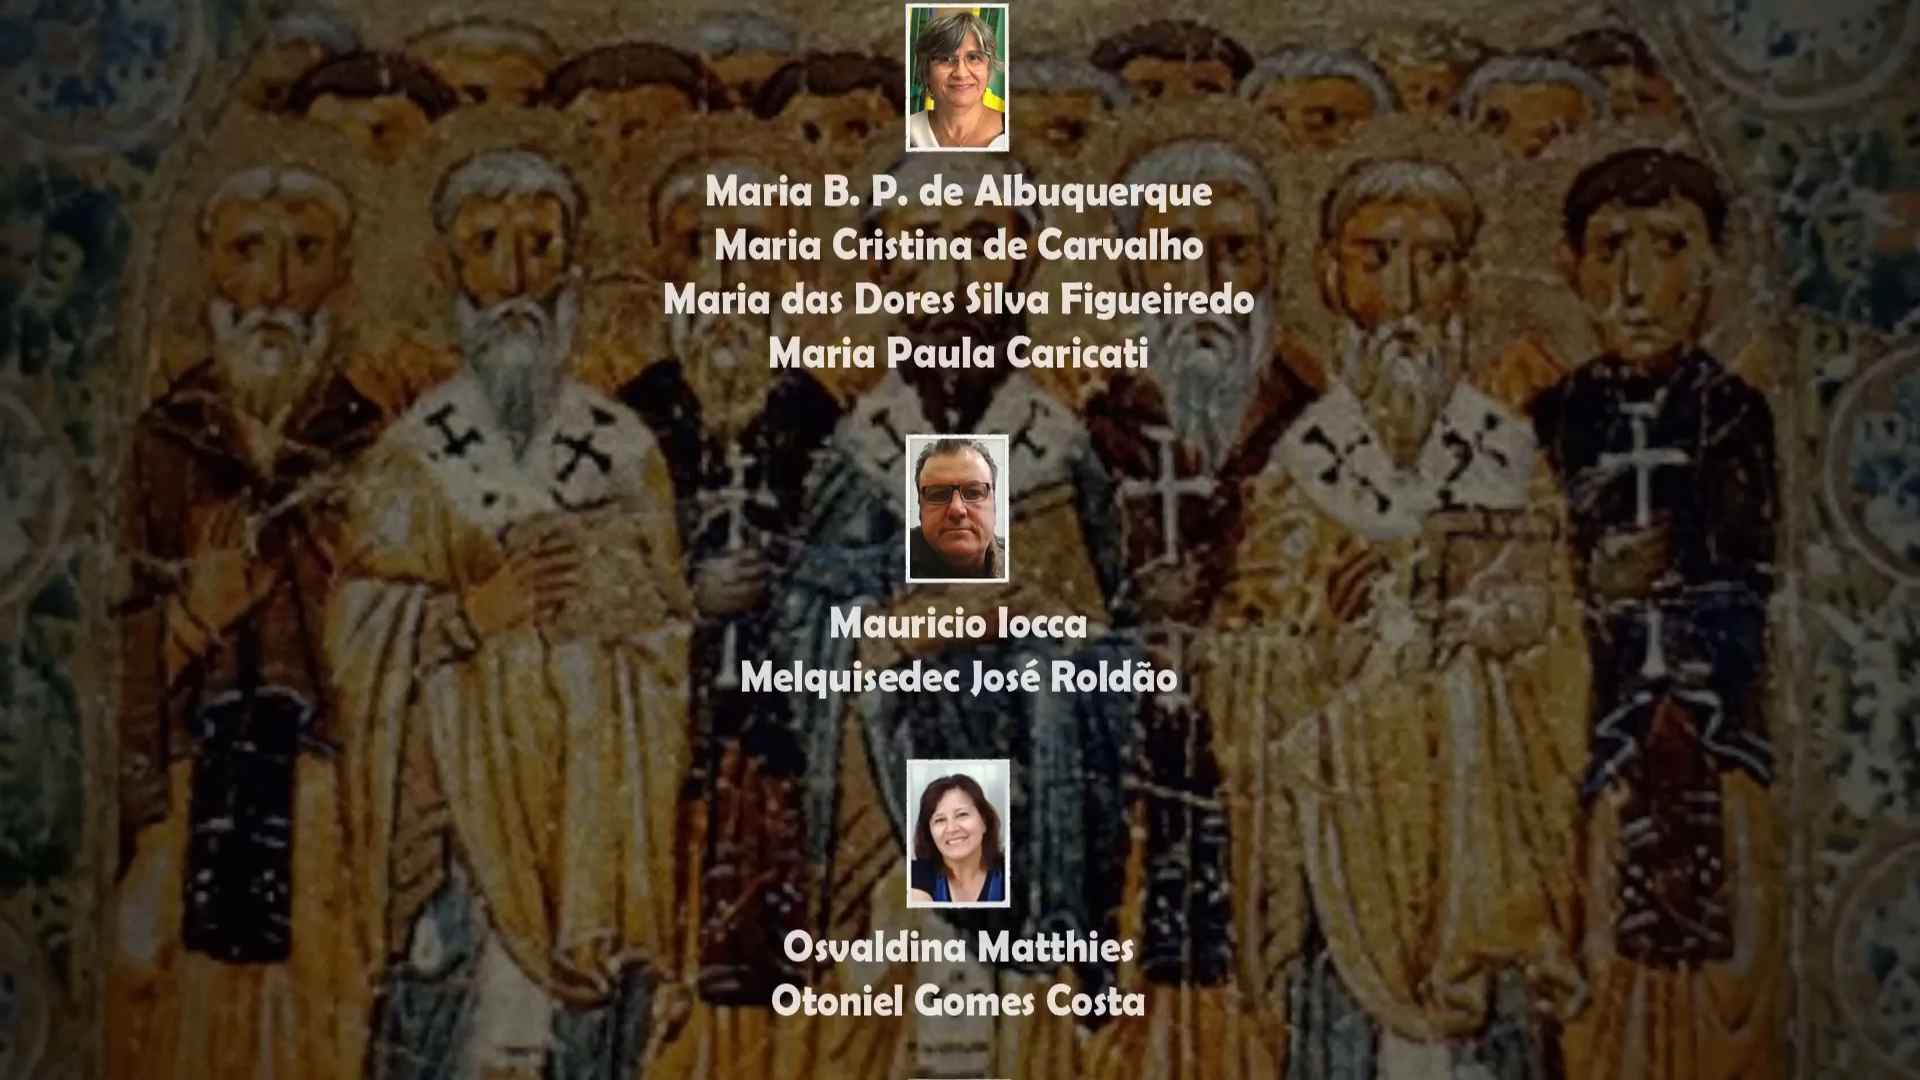 Maria B. P. de Albuquerque
Maria Cristina de Carvalho
Maria das Dores Silva Figueiredo
Maria Paula Caricati
Mauricio Iocca
Melquisedec José Roldão
Osvaldina Matthies
Otoniel Gomes Costa